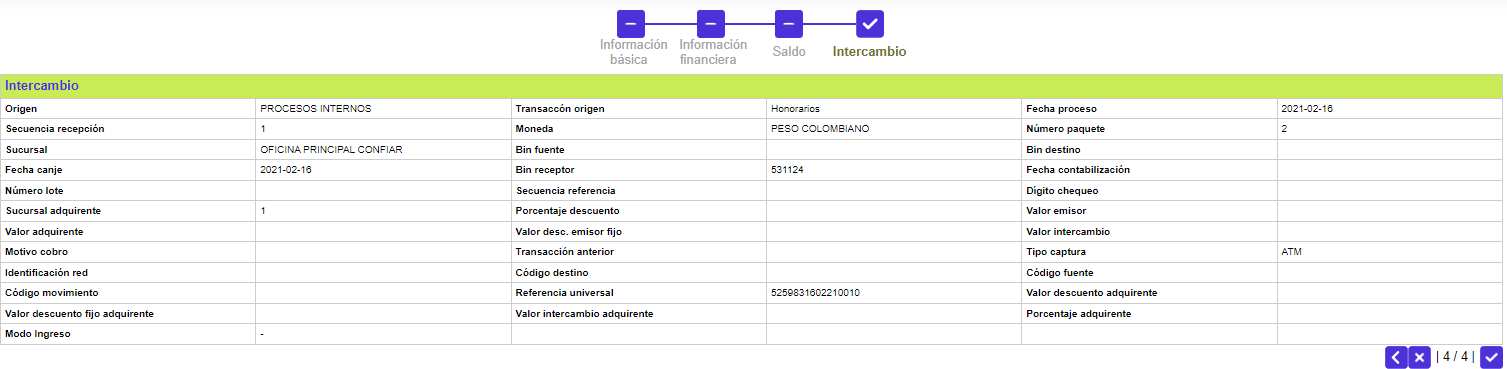 Información básica
Información financiera
Saldo
Intercambio
Intercambio
Origen PROCESOS INTERNOS Transaccón origen Honorarios Fecha proceso 2021-02-16
Secuencia recepción 1 Moneda PESO COLOMBIANO Número paquete 2
Sucursal OFICINA PRINCIPAL CONFIAR Bin fuente Bin destino
Fecha canje 2021-02-16 Bin receptor 531124 Fecha contabilización
Número lote Secuencia referencia Dígito chequeo
Sucursal adquirente 1 Porcentaje descuento Valor emisor
Valor adquirente Valor desc. emisor fijo Valor intercambio
Motivo cobro Transacción anterior Tipo captura ATM
Identificación red Código destino Código fuente
Código movimiento Referencia universal 5259831602210010 Valor descuento adquirente
Valor descuento fijo adquirente Valor intercambio adquirente Porcentaje adquirente
Modo Ingreso -
| 4 / 4 |